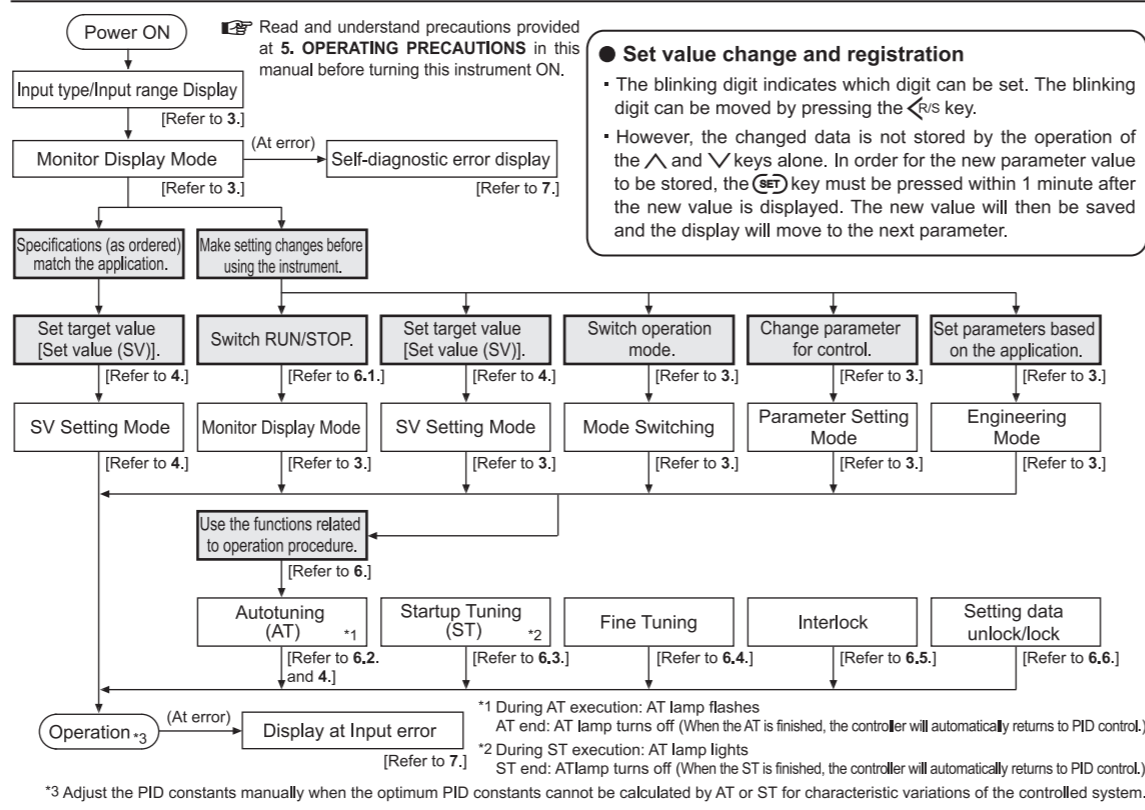 Power ON
Read and understand precautions provided
at 5. OPERATING PRECAUTIONS in this
manual before turning this instrument ON.
● Set value change and registration
▪ The blinking digit indicates which digit can be set. The blinking
digit can be moved by pressing the <R/S key.
▪ However, the changed data is not stored by the operation of
the ∧ and ∨ keys alone. In order for the new parameter value
to be stored, the SET key must be pressed within 1 minute after
the new value is displayed. The new value will then be saved
and the display will move to the next parameter.
Input type/Input range Display
[Refer to 3.]
Monitor Display Mode
(At error)
Self-diagnostic error display
[Refer to 3.]
[Refer to 7.]
Specifications (as ordered)
match the application.
Make setting changes before
using the instrument.
Set target value
[Set value (SV)].
Switch RUN/STOP.
Set target value
[Set value (SV)].
Switch operation
mode.
Change parameter
for control.
Set parameters based
on the application.
[Refer to 4.]
[Refer to 6.1.]
[Refer to 4.]
[Refer to 3.]
[Refer to 3.]
[Refer to 3.]
SV Setting Mode
Monitor Display Mode
SV Setting Mode
Mode Switching
Parameter Setting
Mode
Engineering
Mode
[Refer to 4.]
[Refer to 3.]
[Refer to 3.]
[Refer to 3.]
[Refer to 3.]
[Refer to 3.]
Use the functions related
to operation procedure.
[Refer to 6.]
Autotuning
(AT) *1
Startup Tuning
(ST) *2
Fine Tuning
Interlock
Setting data
unlock/lock
[Refer to 6.2.
and 4.]
[Refer to 6.3.]
[Refer to 6.4.]
[Refer to 6.5.]
[Refer to 6.6.]
Operation *3
(At error)
Display at Input error
[Refer to 7.]
*1 During AT execution: AT lamp flashes
AT end: AT lamp turns off (When the AT is finished, the controller will automatically returns to PID control.)
*2 During ST execution: AT lamp lights
ST end: ATlamp turns off (When the ST is finished, the controller will automatically returns to PID control.)
*3 Adjust the PID constants manually when the optimum PID constants cannot be calculated by AT or ST for characteristic variations of the controlled system.